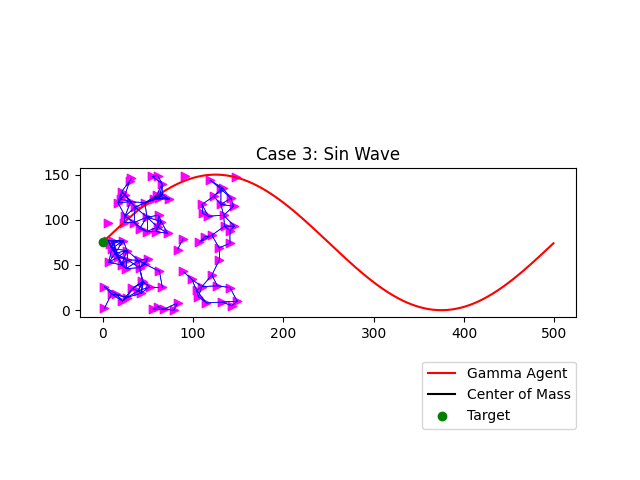 Case 3: Sin Wave
150
100
50
0
0 100 200 300 400 500
Gamma Agent
Center of Mass
Target